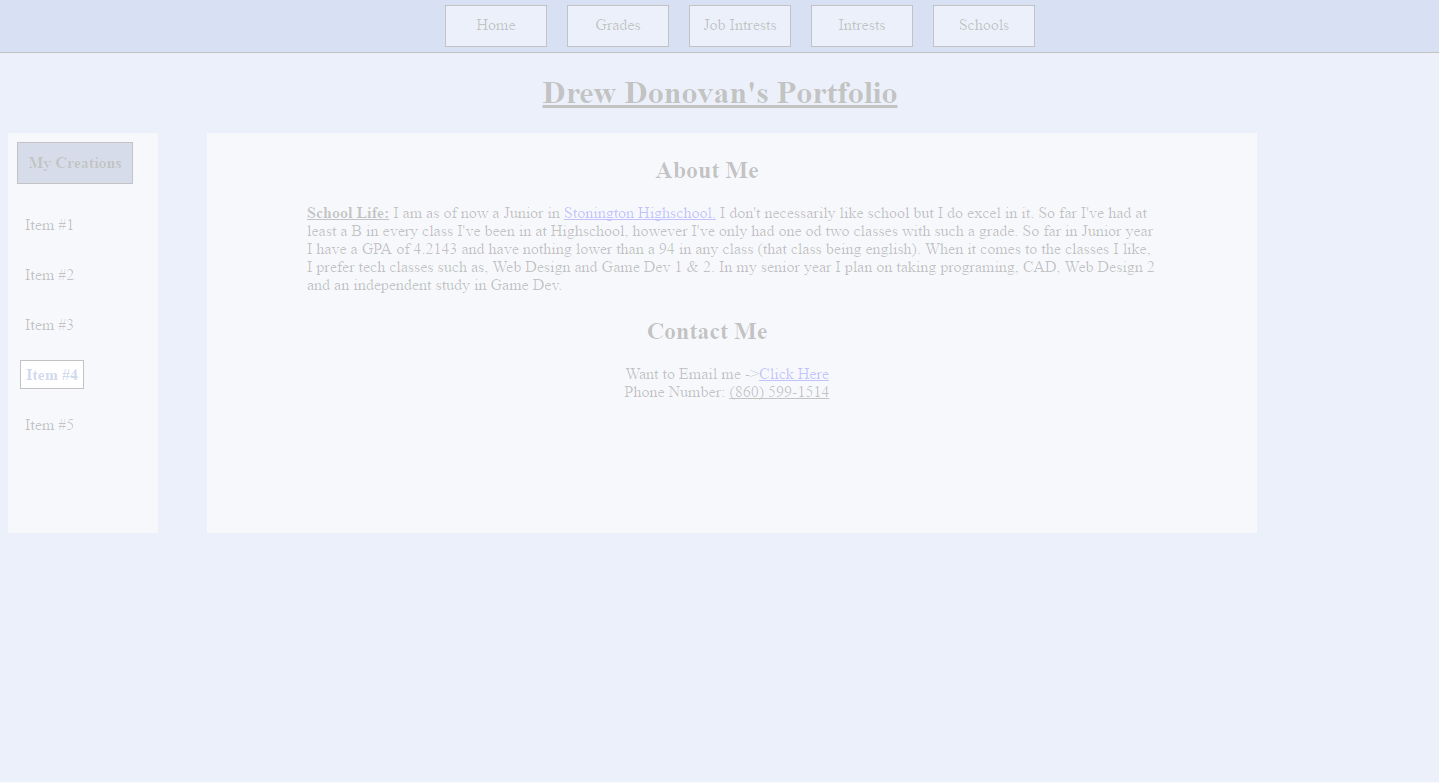 Home Grades Job Intrests Intrests Schools
Drew Donovan's Portfolio
My Creations
Item #1
Item #2
Item #3
Item #4
Item #5
About Me
School Life: I am as of now a Junior in Stonington Highschool. I don't necessarily like school but I do excel in it. So far I've had at
least a B in every class I've been in at Highschool, however I've only had one od two classes with such a grade. So far in Junior year
I have a GPA of 4.2143 and have nothing lower than a 94 in any class (that class being english). When it comes to the classes I like,
I prefer tech classes such as, Web Design and Game Dev 1 & 2. In my senior year I plan on taking programing, CAD, Web Design 2
and an independent study in Game Dev.
Contact Me
Want to Email me ->Click Here
Phone Number: (860) 599-1514